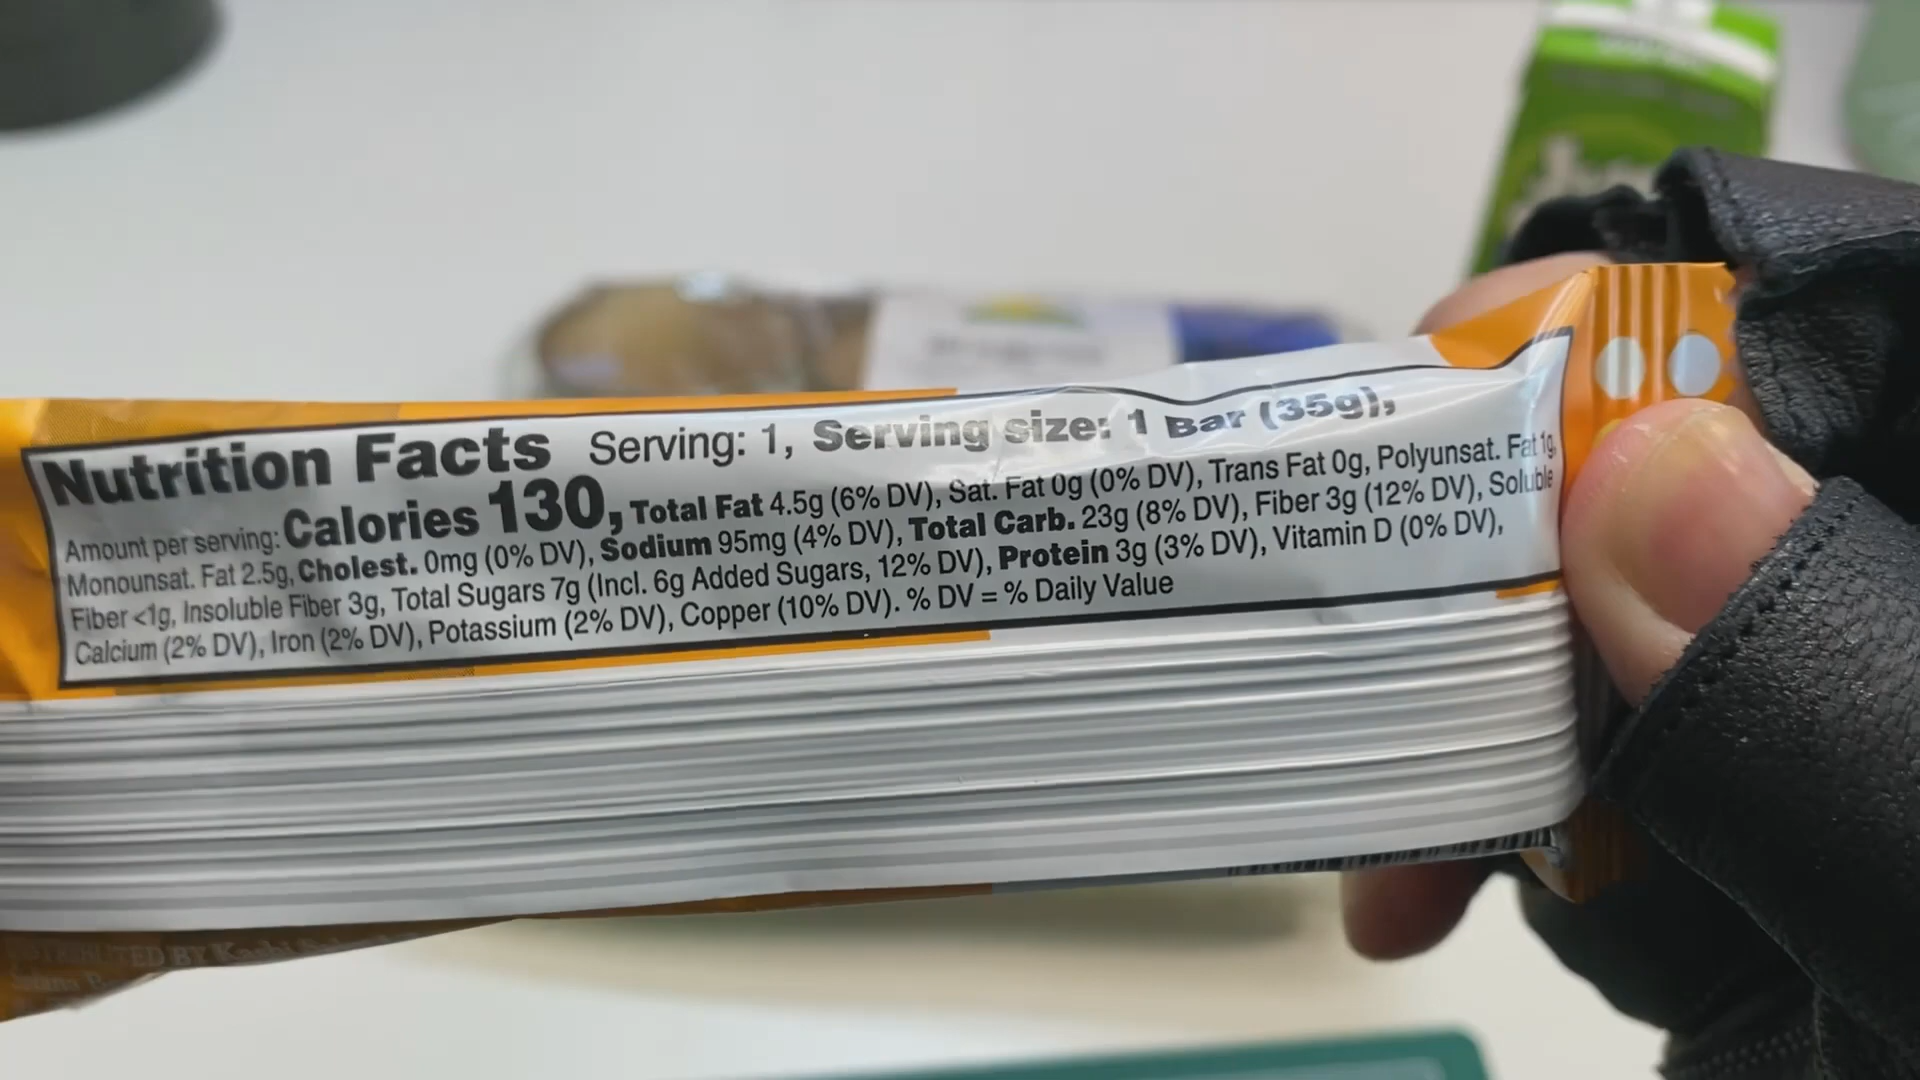 Nutrition Facts Serving: 1, Serving size: 1 Bar (35g),
Amount per serving: Calories 130, Total Fat 4.5g (6% DV), Sat. Fat 0g (0% DV), Trans Fat 0g, Polyunsat. Fat 1g,
Monounsat. Fat 2.5g, Cholest. 0mg (0% DV), Sodium 95mg (4% DV), Total Carb. 23g (8% DV), Fiber 3g (12% DV), Soluble
Fiber <1g, Insoluble Fiber 3g, Total Sugars 7g (Incl. 6g Added Sugars, 12% DV), Protein 3g (3% DV), Vitamin D (0% DV),
Calcium (2% DV), Iron (2% DV), Potassium (2% DV), Copper (10% DV). % DV = % Daily Value
DISTRIBUTED BY Kashi